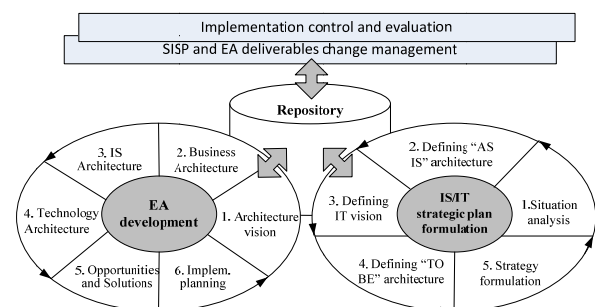 Implementation control and evaluation
SISP and EA deliverables change management
Repository
3. IS
Architecture
2. Business
Architecture
4. Technology
Architecture
EA
development
1. Architecture
vision
5. Opportunities
and Solutions
6. Implem.
planning
2. Defining “AS
IS” architecture
3. Defining
IT vision
IS/IT
strategic plan
formulation
1.Situation
analysis
4. Defining “TO
BE” architecture
5. Strategy
formulation